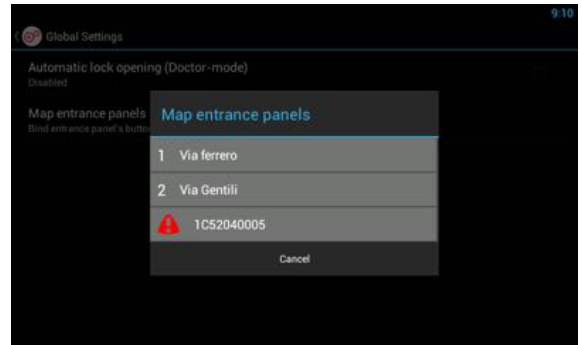 9:10
Global Settings
Automatic lock opening (Doctor-mode)
Disabled
Map entrance panels
Bind entrance panel's butto
Map entrance panels
1 Via ferrero
2 Via Gentili
1C52040005
Cancel